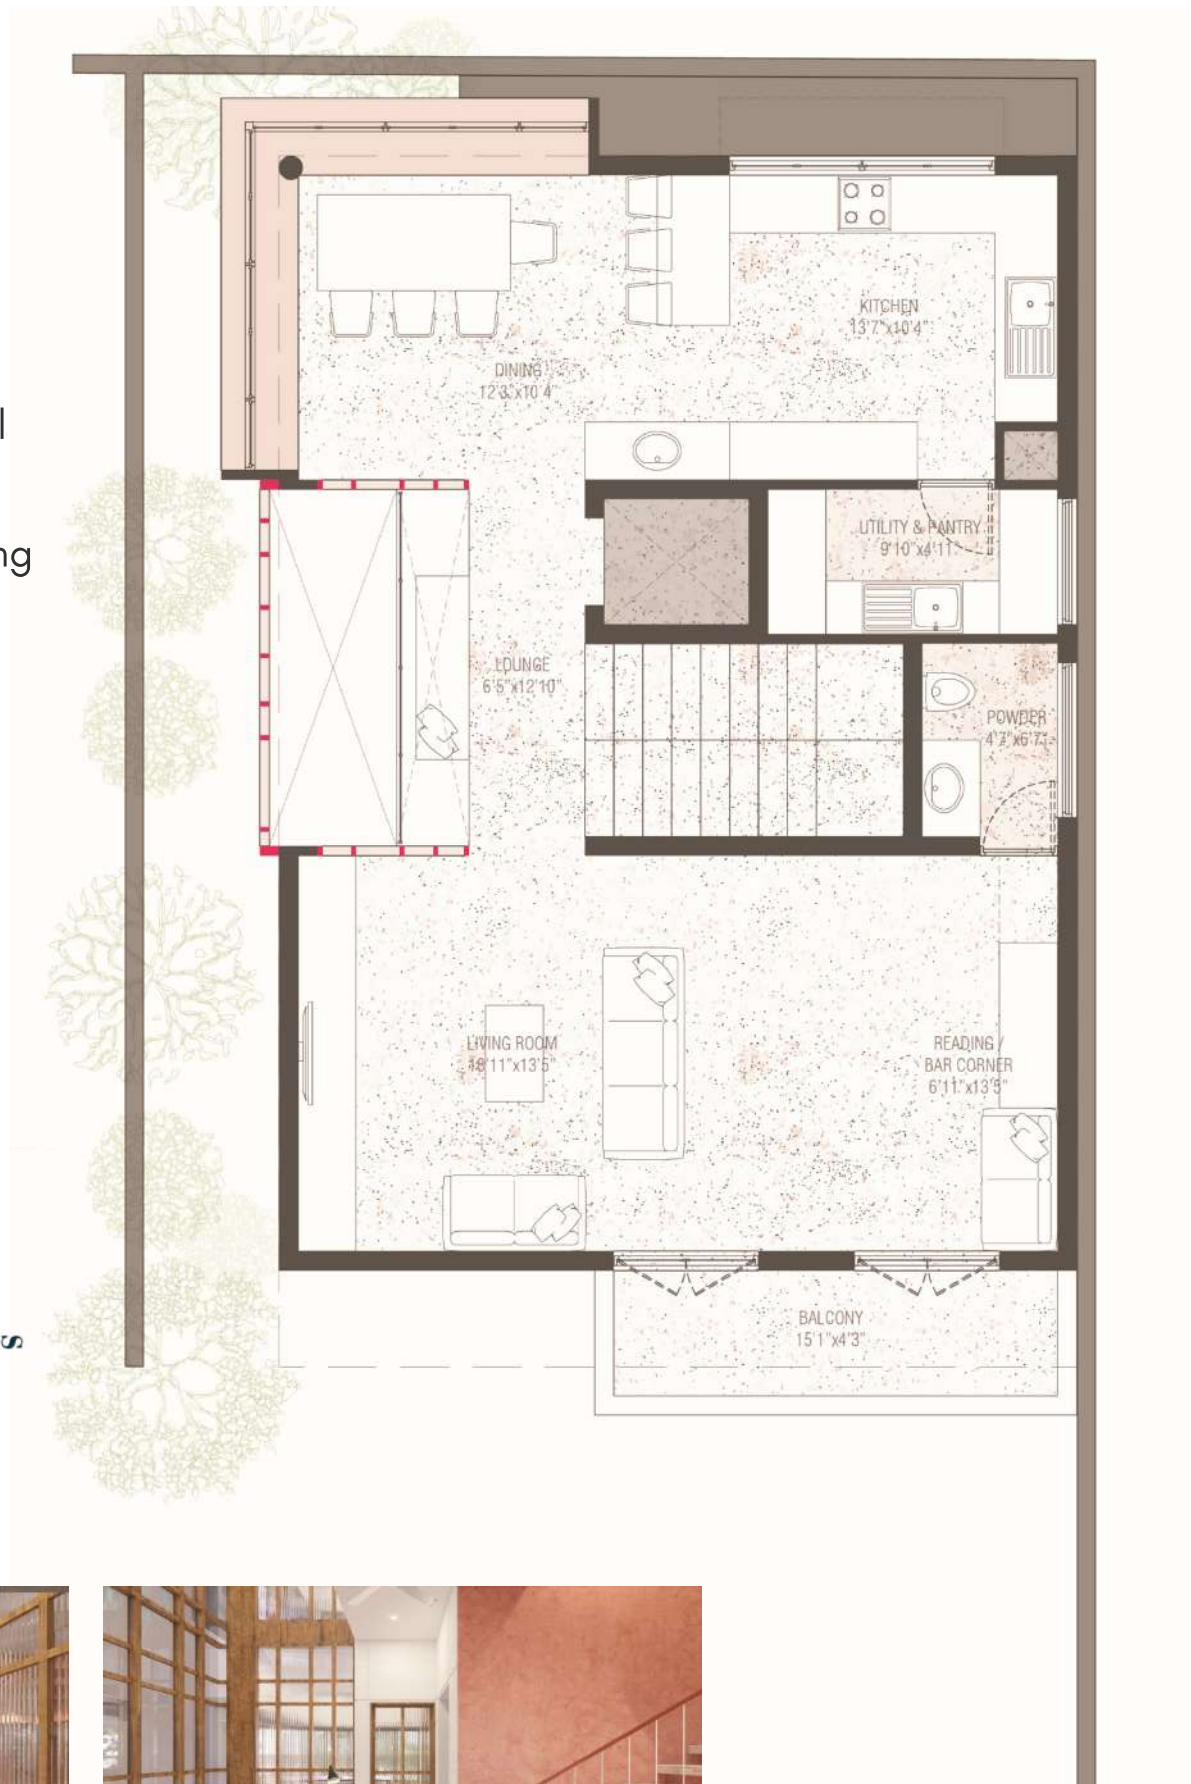 l
ng
KITCHEN
13'7"x10'4"
DINING
12'3"x10'4"
UTILITY & PANTRY
9'10"x4'11"
LOUNGE
6'5"x12'10"
POWDER
4'7"x6'7"
LIVING ROOM
18'11"x13'5"
READING /
BAR CORNER
6'11"x13'5"
BALCONY
15'1"x4'3"
s